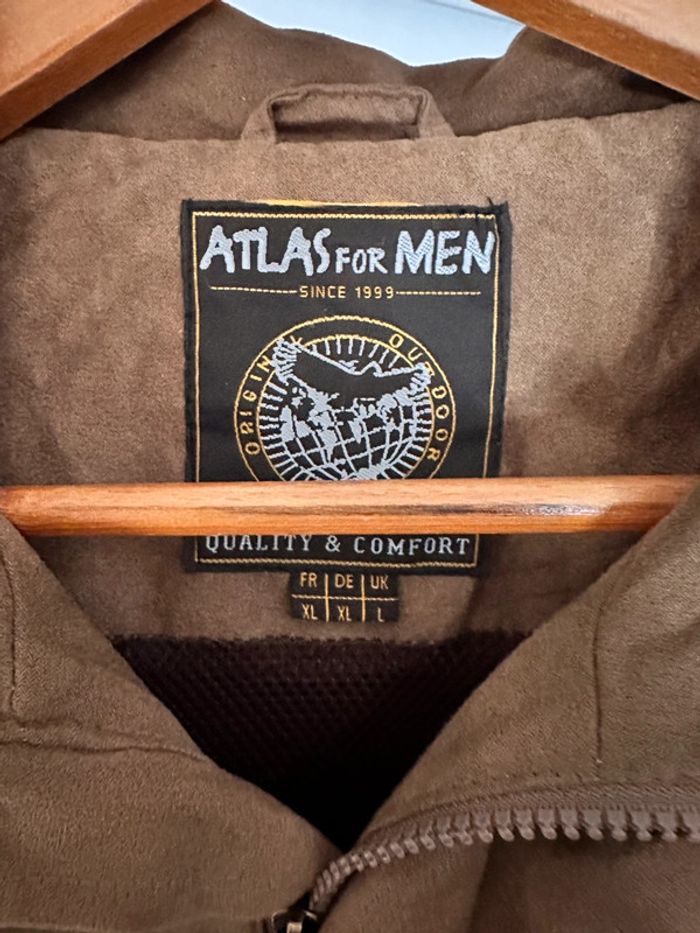 ATLAS FOR MEN
SINCE 1999
ORIGINAL OUTDOOR
QUALITY & COMFORT
FR | DE | UK
XL | XL | L